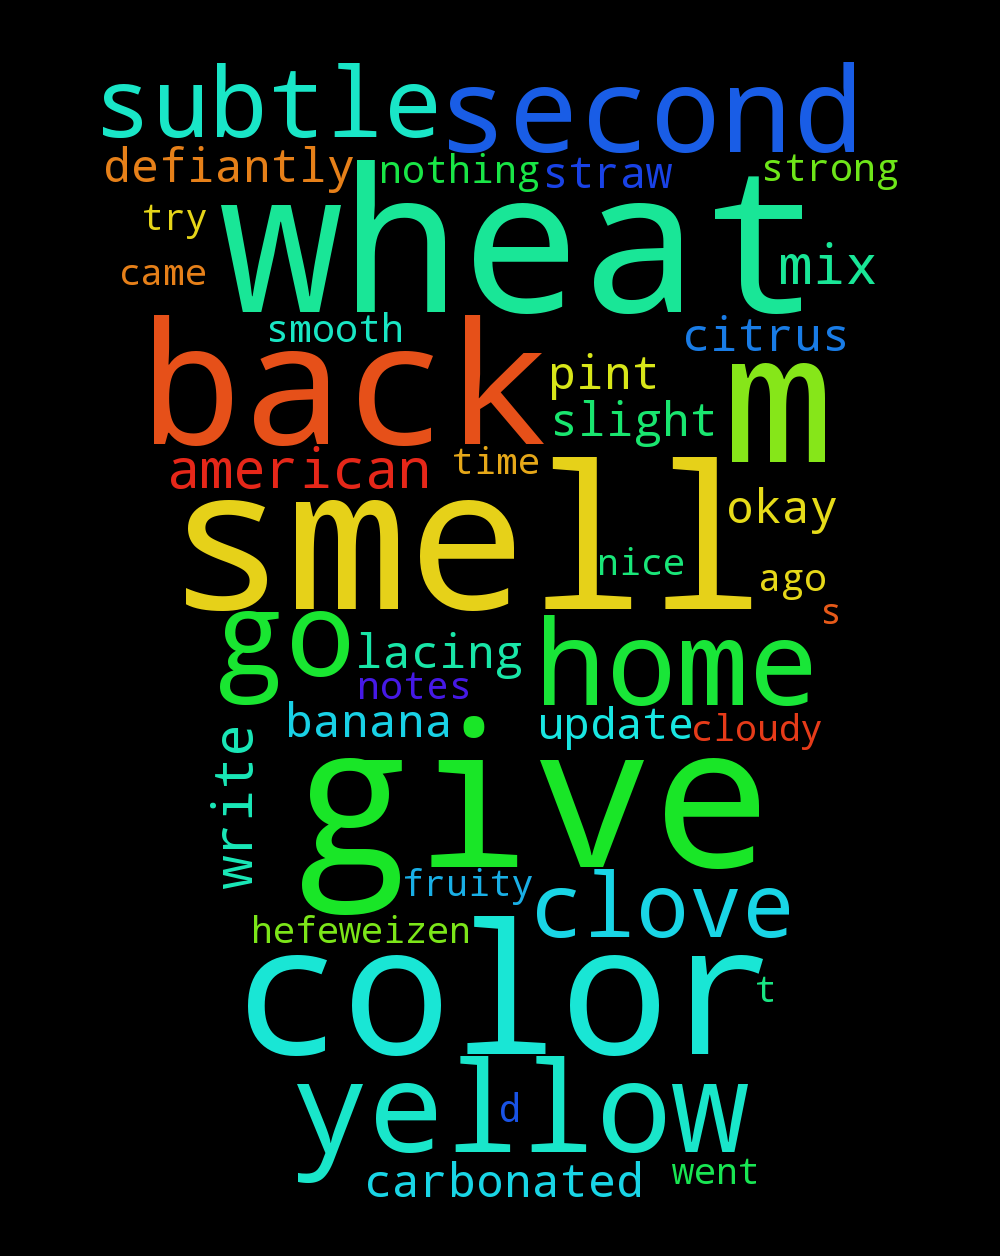 subtle second
defiantly nothing straw strong
try wheat mix
came
smooth citrus
back pint m
slight
american time
smell okay
nice ago
s
go lacing home
notes
banana update cloudy
write give
fruity clove
hefeweizen
color t
yellow d
carbonated went